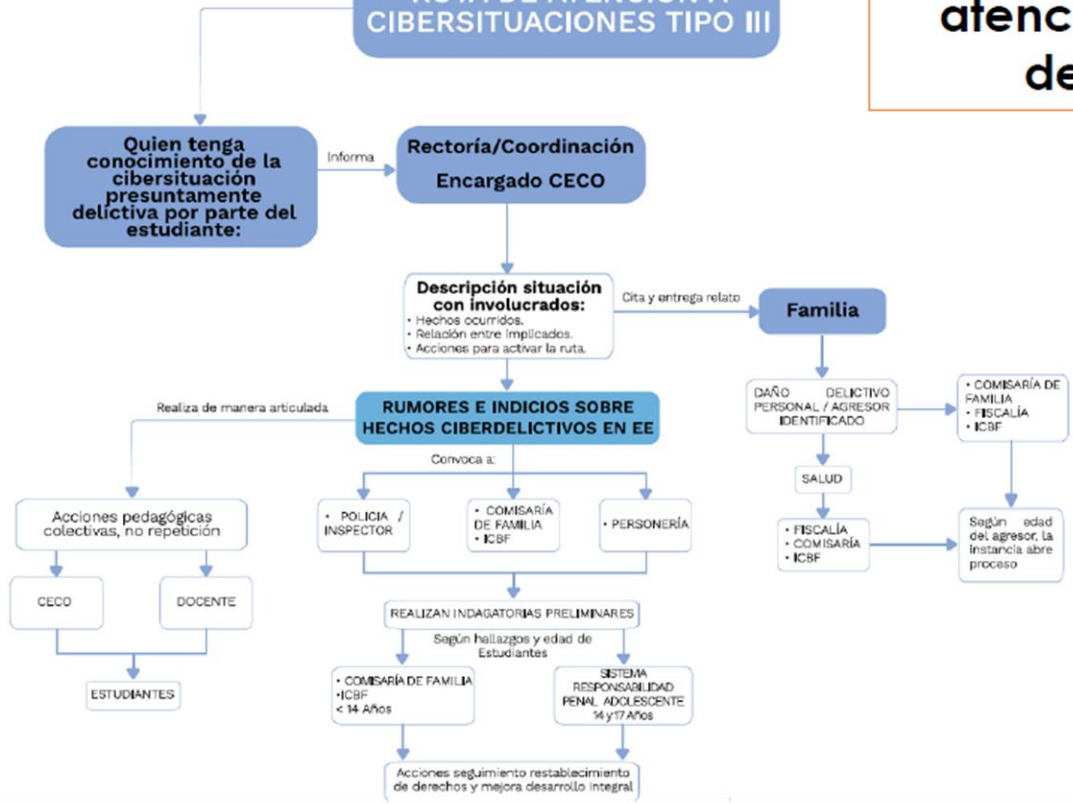 RUTA DE ATENCIÓN A
CIBERSITUACIONES TIPO III
de
Quien tenga
conocimiento de la
cibersituación
presuntamente
delictiva por parte del
estudiante:
Informa
Rectoría/Coordinación
Encargado CECO
Descripción situación
con involucrados:
• Hechos ocurridos.
• Relación entre implicados.
• Acciones para activar la ruta.
Cita y entrega relato
Familia
DAÑO DELICTIVO
PERSONAL / AGRESOR
IDENTIFICADO
• COMISARÍA DE
FAMILIA
• FISCALÍA
• ICBF
SALUD
• FISCALÍA
• COMISARÍA
• ICBF
Según edad
del agresor, la
instancia abre
proceso
Realiza de manera articulada
RUMORES E INDICIOS SOBRE
HECHOS CIBERDELICTIVOS EN EE
Convoca a:
Acciones pedagógicas
colectivas, no repetición
CECO
DOCENTE
ESTUDIANTES
• POLICIA /
INSPECTOR
• COMISARÍA
DE FAMILIA
• ICBF
• PERSONERÍA
REALIZAN INDAGATORIAS PRELIMINARES
Según hallazgos y edad de
Estudiantes
• COMISARÍA DE FAMILIA
•ICBF
< 14 Años
SISTEMA
RESPONSABILIDAD
PENAL ADOLESCENTE
14 y 17 Años
Acciones seguimiento restablecimiento
de derechos y mejora desarrollo integral